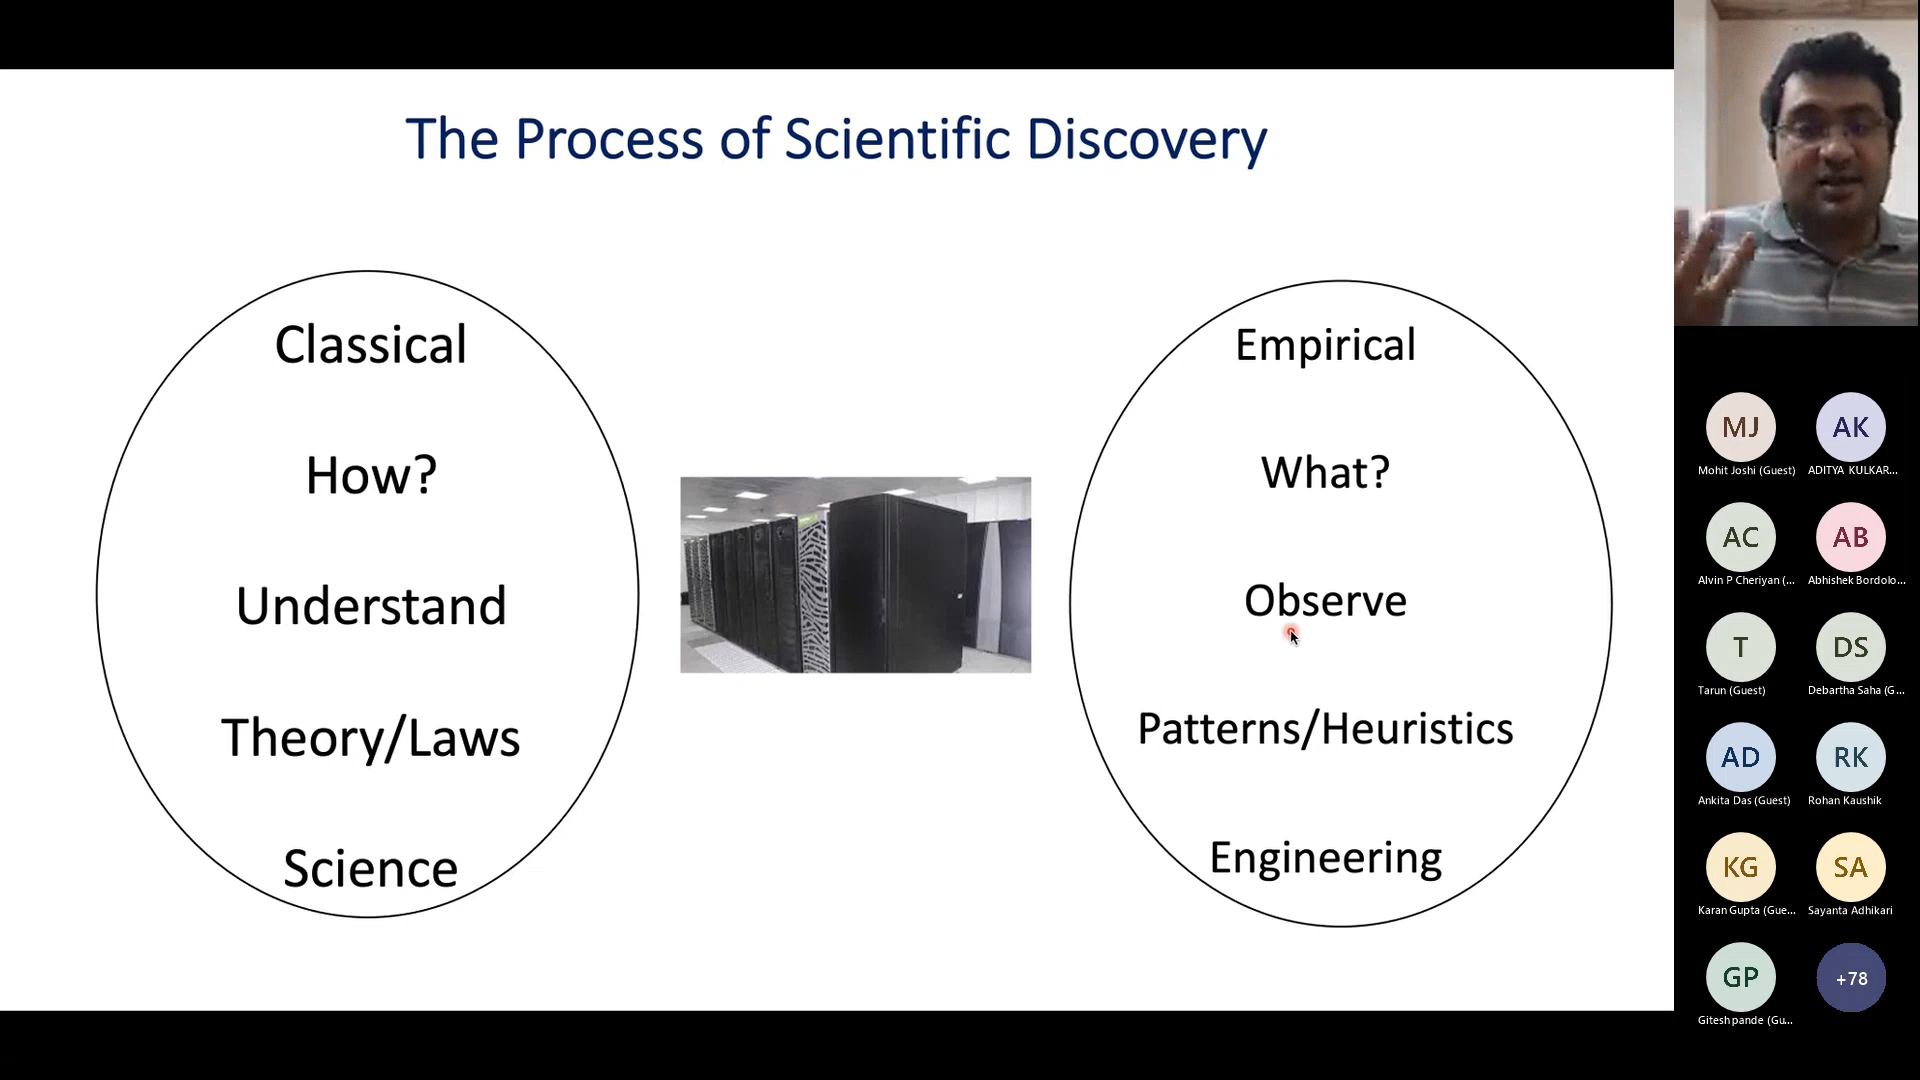 The Process of Scientific Discovery
Classical
How?
Understand
Theory/Laws
Science
Empirical
What?
Observe
Patterns/Heuristics
Engineering
MJ
AK
Mohit Joshi (Guest)
ADITYA KULKAR...
AC
AB
Alvin P Cheriyan (...
Abhishek Bordolo...
T
DS
Tarun (Guest)
Debartha Saha (G...
AD
RK
Ankita Das (Guest)
Rohan Kaushik
KG
SA
Karan Gupta (Gue...
Sayanta Adhikari
GP
+78
Gitesh pande (Gu...